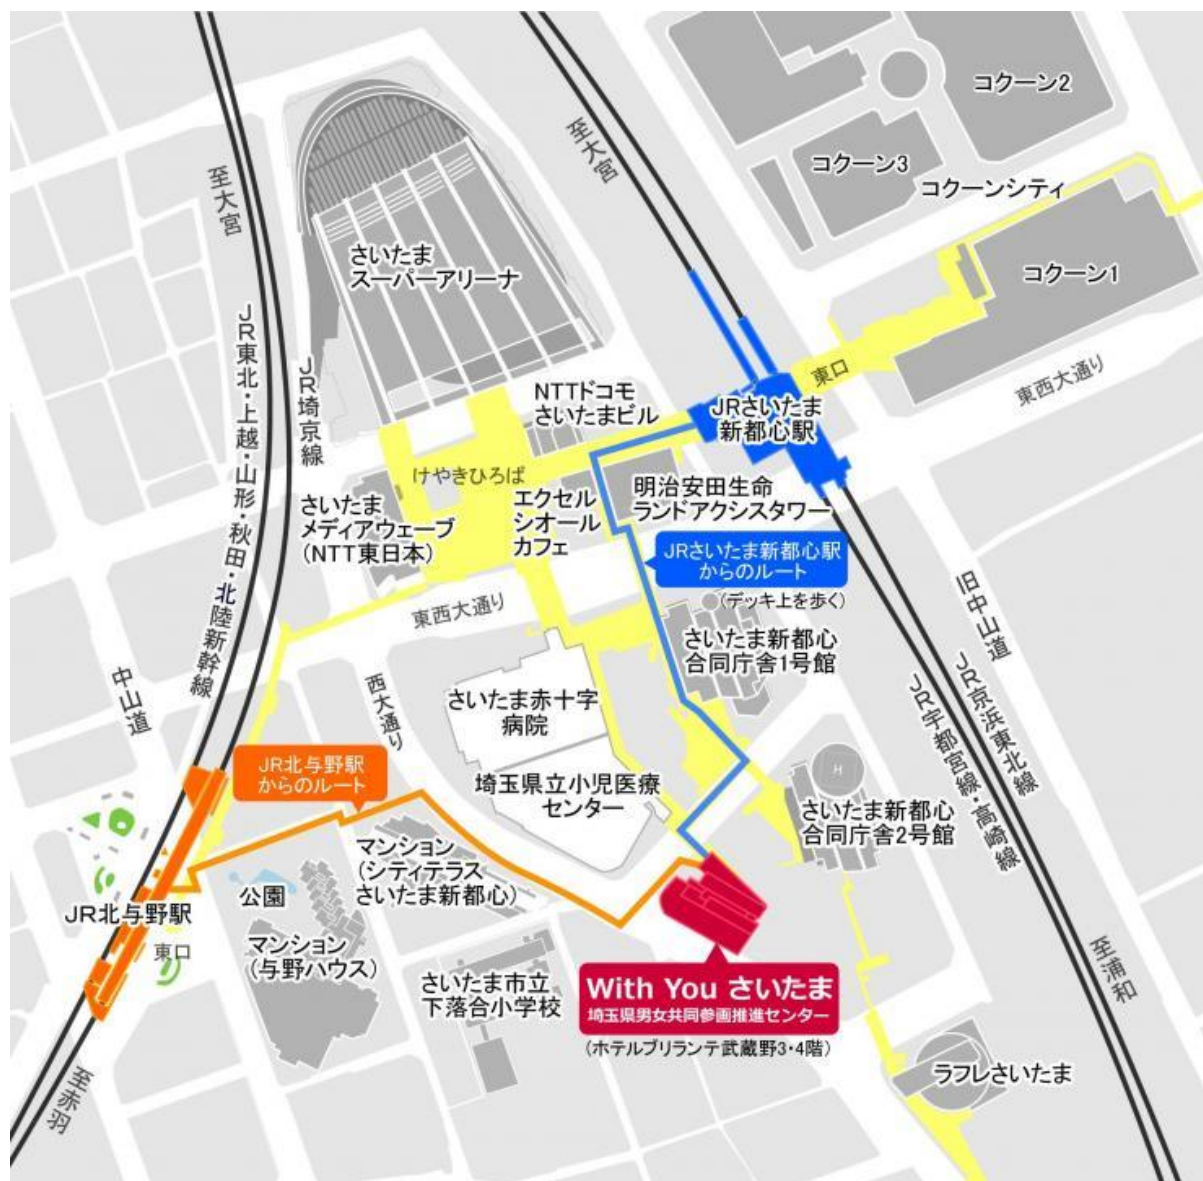 コクーン2
至大宮
コクーン3
コクーンシティ
至大宮
さいたま
スーパーアリーナ
コクーン1
JR東北・上越・山形・秋田・北陸新幹線
JR埼京線
東口
東西大通り
NTTドコモ
さいたまビル
JRさいたま
新都心駅
けやきひろば
さいたま
メディアウェーブ
(NTT東日本)
エクセル
シオール
カフェ
明治安田生命
ランドアクシスタワー
JRさいたま新都心駅
からのルート
(デッキ上を歩く)
東西大通り
旧中山道
さいたま新都心
合同庁舎1号館
中山道
西大通り
さいたま赤十字
病院
JR宇都宮線・高崎線
JR京浜東北線
JR北与野駅
からのルート
埼玉県立小児医療
センター
さいたま新都心
合同庁舎2号館
H
マンション
(シティテラス
さいたま新都心)
公園
JR北与野駅
東口
マンション
(与野ハウス)
さいたま市立
下落合小学校
With You さいたま
埼玉県男女共同参画推進センター
(ホテルブリランテ武蔵野3・4階)
至浦和
ラフレさいたま
至赤羽